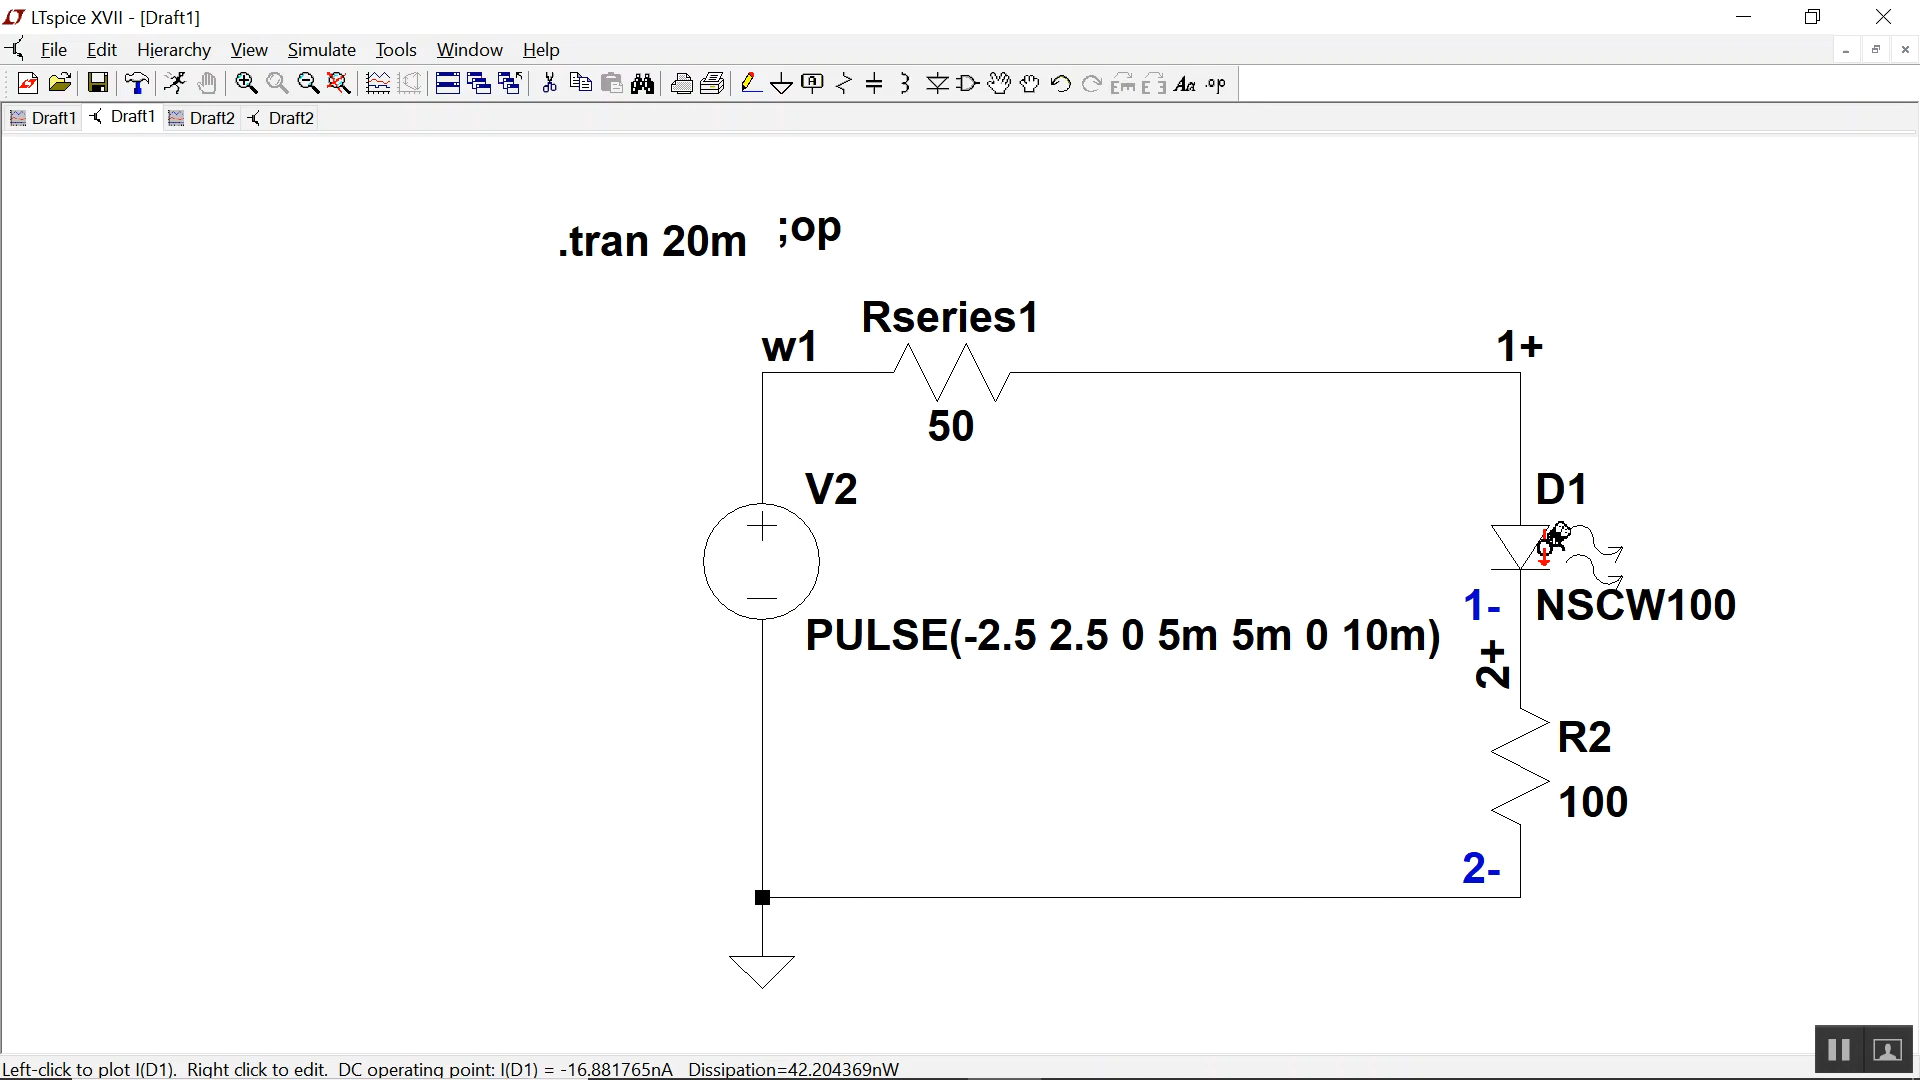 LTspice XVII - [Draft1]
File Edit Hierarchy View Simulate Tools Window Help
Draft1 Draft1 Draft2 Draft2
.tran 20m ;op
Rseries1
w1
1+
50
V2
D1
1-
NSCW100
PULSE(-2.5 2.5 0 5m 5m 0 10m)
2+
R2
100
2-
Left-click to plot I(D1). Right click to edit. DC operating point: I(D1) = -16.881765nA Dissipation=42.204369nW